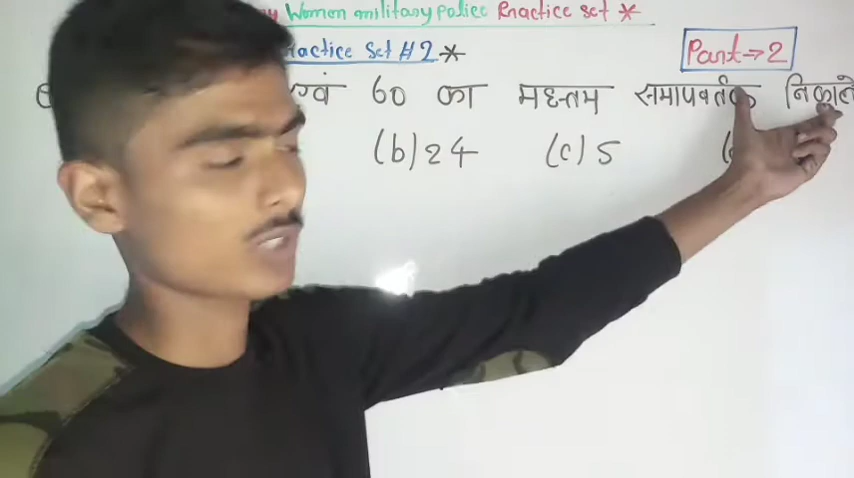 Women military police Practice set *
Practice Set #2 *
Part → 2
एवं 60 का महत्तम समापवर्तक निकाले
(b) 24 (c) 5